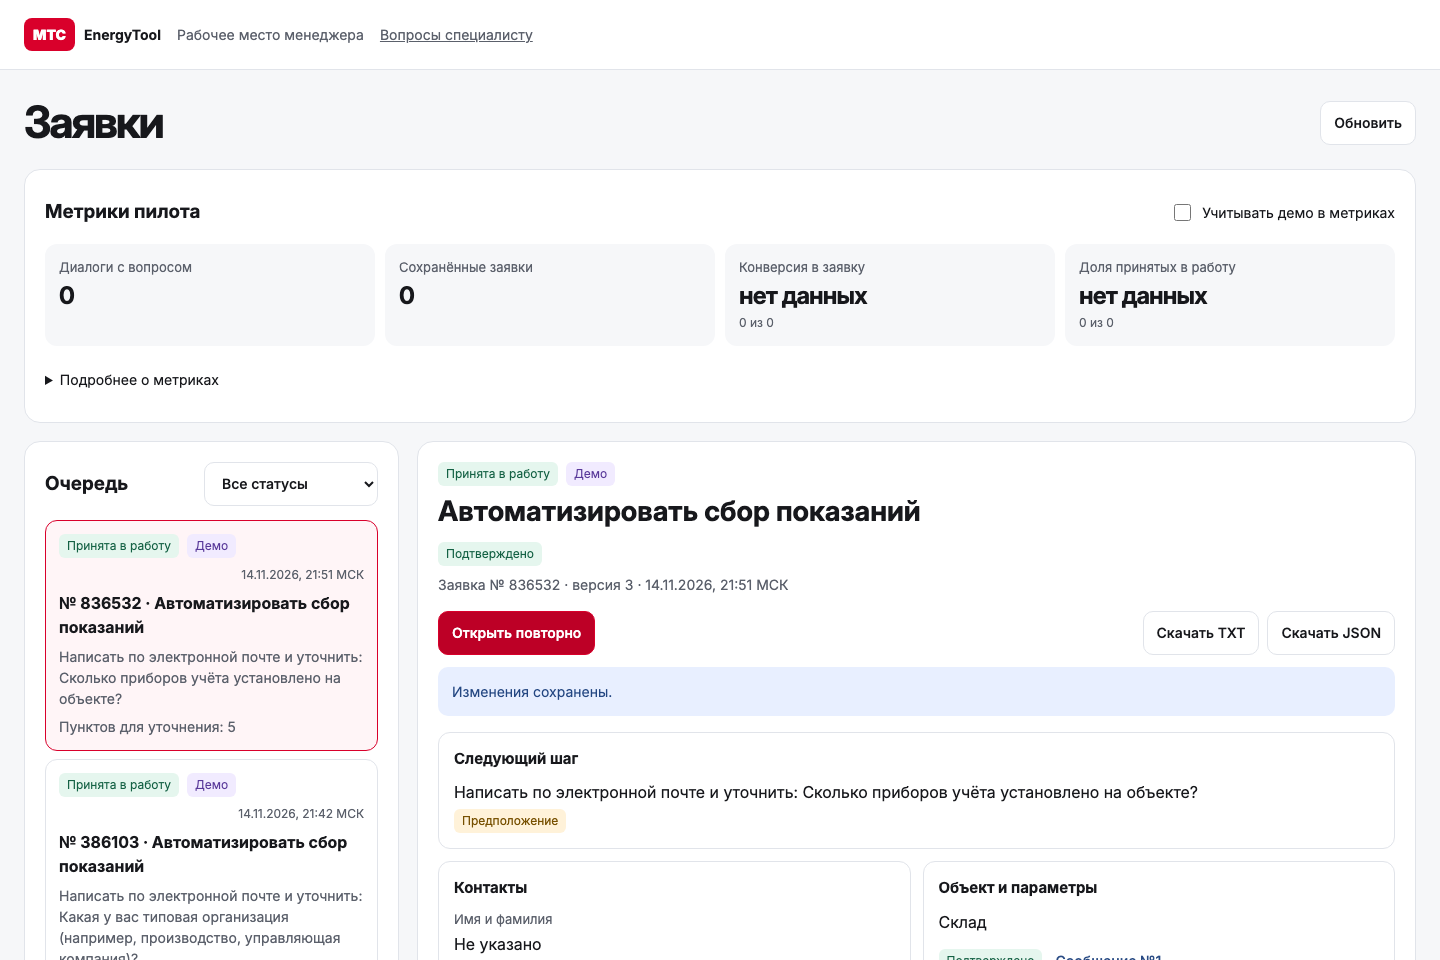 МТС EnergyTool Рабочее место менеджера Вопросы специалисту
Заявки
Обновить
Метрики пилота
Учитывать демо в метриках
Диалоги с вопросом
0
Сохранённые заявки
0
Конверсия в заявку
нет данных
0 из 0
Доля принятых в работу
нет данных
0 из 0
Подробнее о метриках
Очередь
Все статусы
Принята в работу Демо
14.11.2026, 21:51 МСК
№ 836532 · Автоматизировать сбор
показаний
Написать по электронной почте и уточнить:
Сколько приборов учёта установлено на
объекте?
Пунктов для уточнения: 5
Принята в работу Демо
14.11.2026, 21:42 МСК
№ 386103 · Автоматизировать сбор
показаний
Написать по электронной почте и уточнить:
Какая у вас типовая организация
(например, производство, управляющая
компания)?
Принята в работу Демо
Автоматизировать сбор показаний
Подтверждено
Заявка № 836532 · версия 3 · 14.11.2026, 21:51 МСК
Открыть повторно
Скачать TXT
Скачать JSON
Изменения сохранены.
Следующий шаг
Написать по электронной почте и уточнить: Сколько приборов учёта установлено на объекте?
Предположение
Контакты
Имя и фамилия
Не указано
Объект и параметры
Склад
Подтверждено Сообщение №1